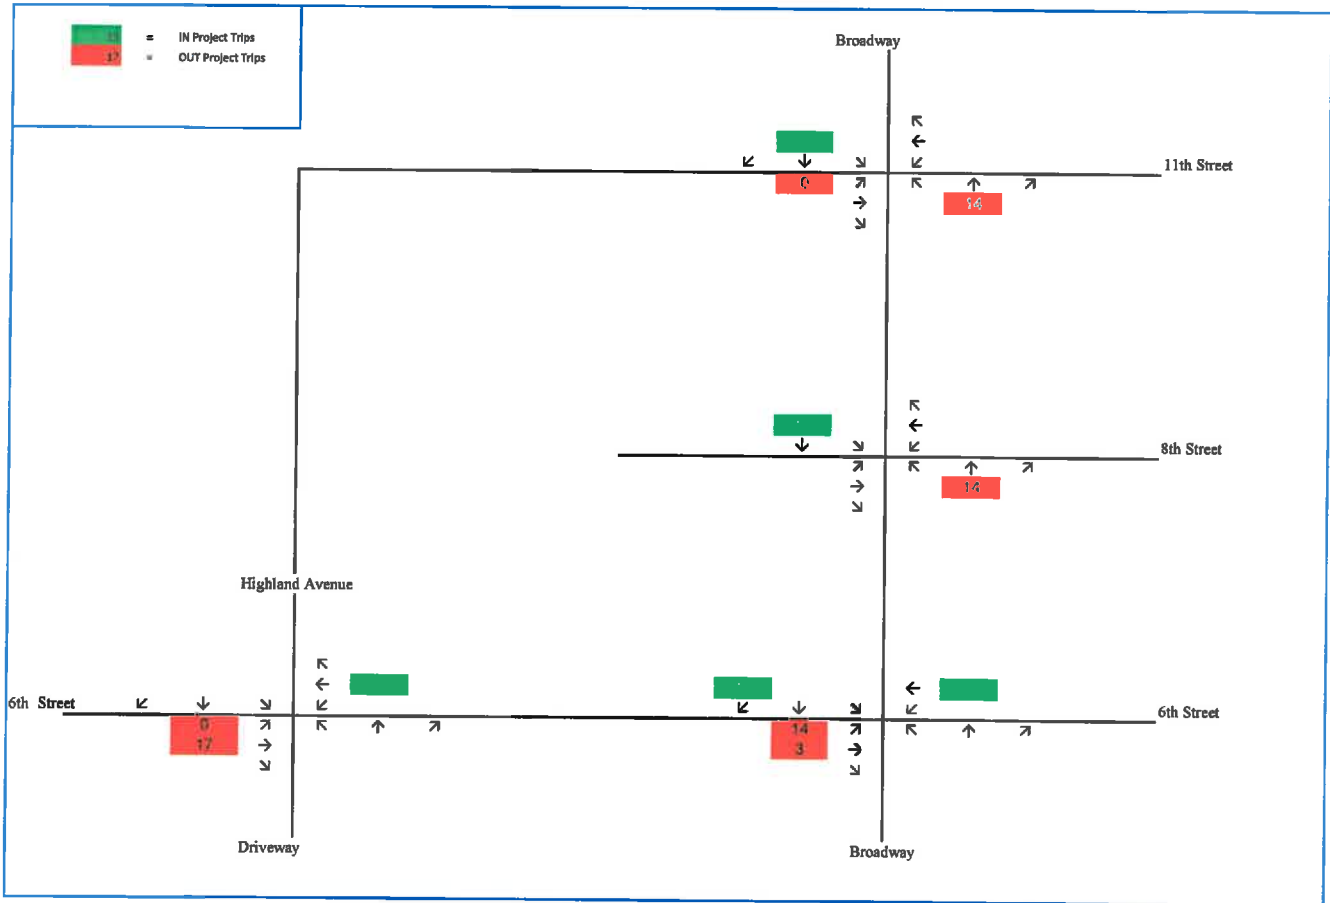 = IN Project Trips
17 = OUT Project Trips
Broadway
11th Street
0
14
8th Street
14
Highland Avenue
6th Street
0
17
14
3
6th Street
Driveway
Broadway